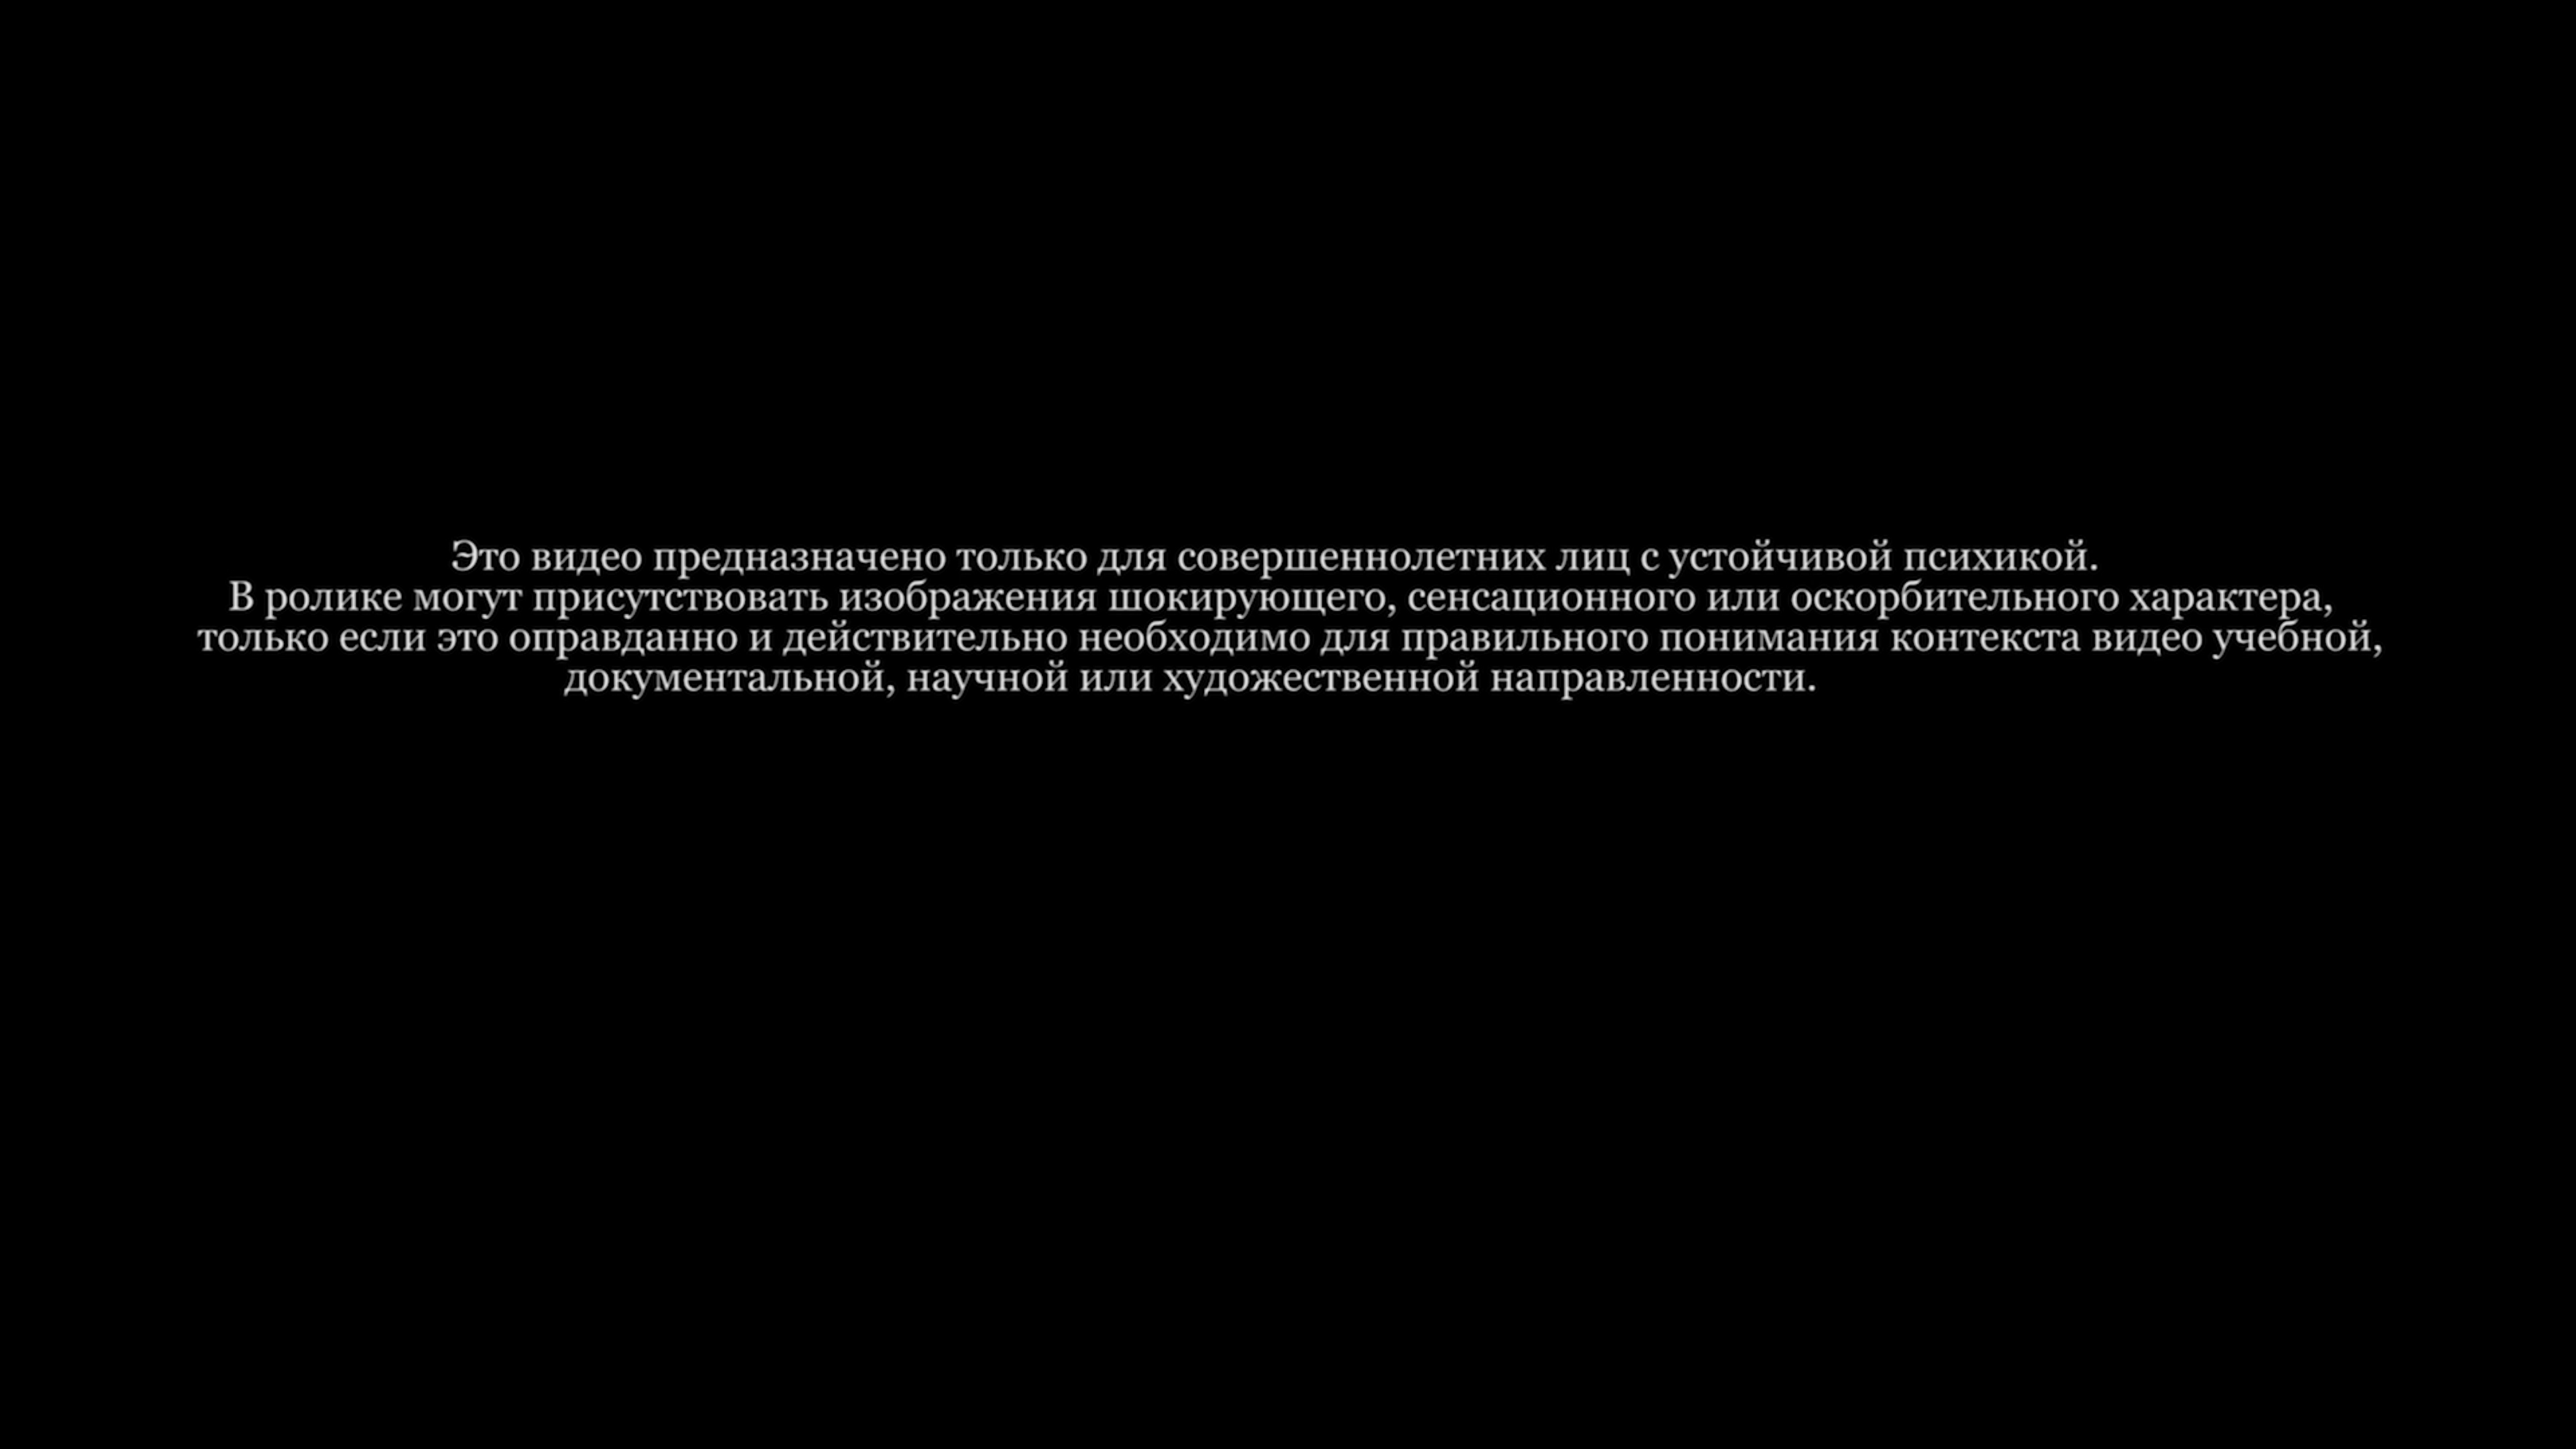 Это видео предназначено только для совершеннолетних лиц с устойчивой психикой.
В ролике могут присутствовать изображения шокирующего, сенсационного или оскорбительного характера,
только если это оправданно и действительно необходимо для правильного понимания контекста видео учебной,
документальной, научной или художественной направленности.